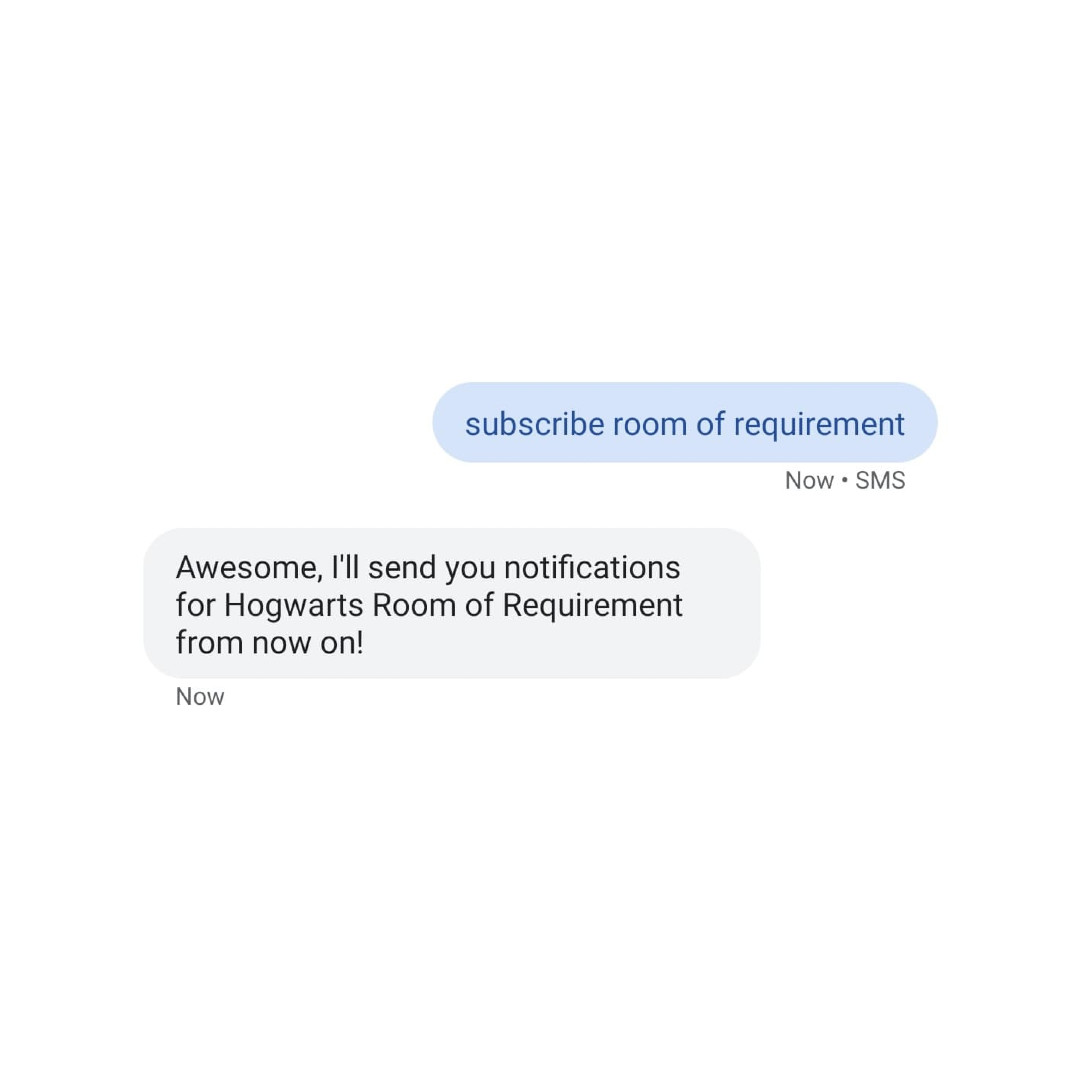 subscribe room of requirement
Now • SMS
Awesome, I'll send you notifications
for Hogwarts Room of Requirement
from now on!
Now